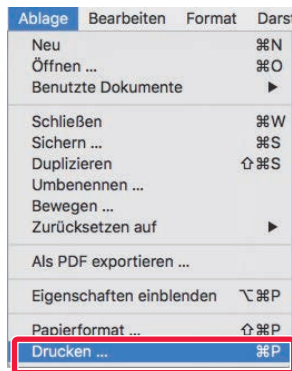 Ablage Bearbeiten Format Dars
Neu ⌘N
Öffnen ... ⌘O
Benutzte Dokumente ▶
Schließen ⌘W
Sichern ... ⌘S
Duplizieren ⇧⌘S
Umbenennen ...
Bewegen ...
Zurücksetzen auf ▶
Als PDF exportieren ...
Eigenschaften einblenden ⌥⌘P
Papierformat ... ⇧⌘P
Drucken ... ⌘P